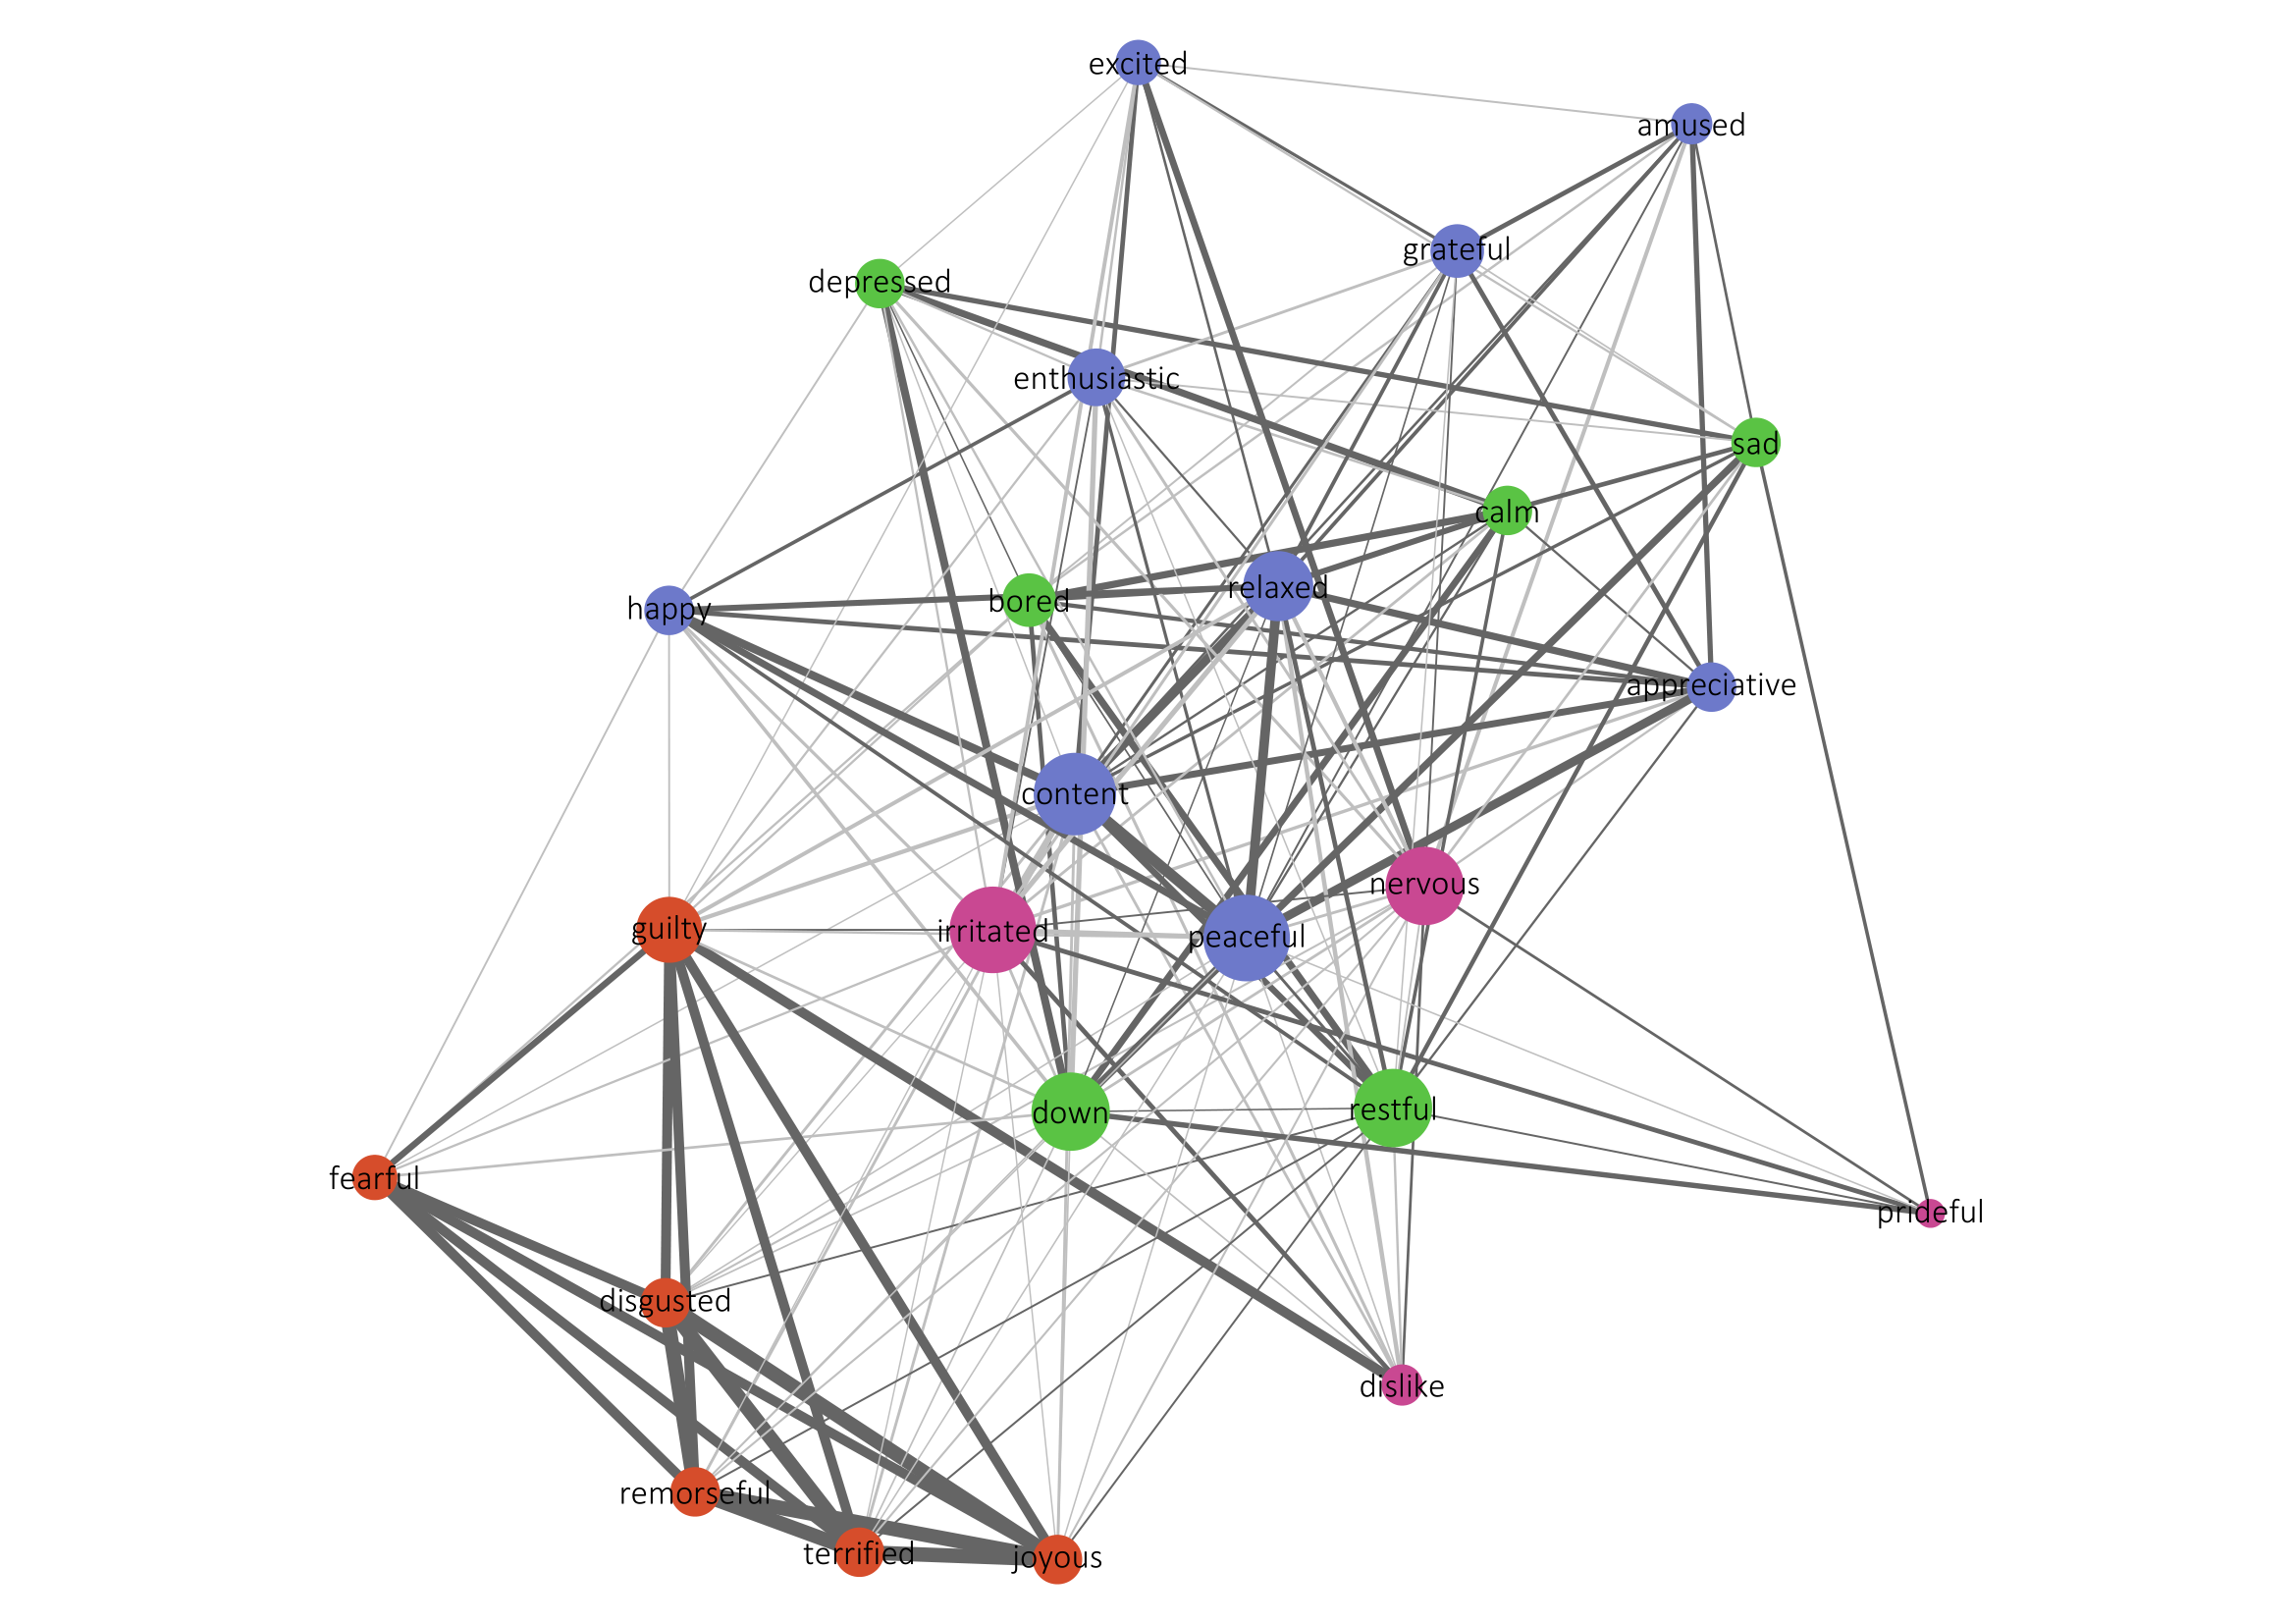 excited
amused
grateful
depressed
enthusiastic
sad
calm
relaxed
bored
happy
appreciative
content
nervous
guilty
irritated
peaceful
down
restful
fearful
prideful
disgusted
dislike
remorseful
terrified
joyous